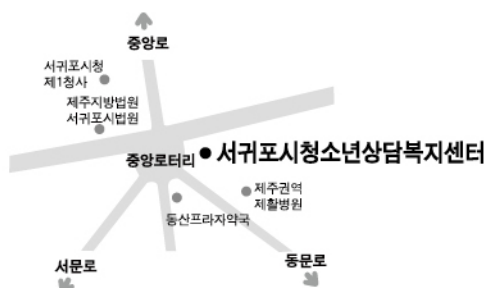 중앙로
서귀포시청
제1청사
제주지방법원
서귀포시법원
중앙로터리
서귀포시청소년상담복지센터
제주권역
제활병원
동산프라자약국
서문로
동문로